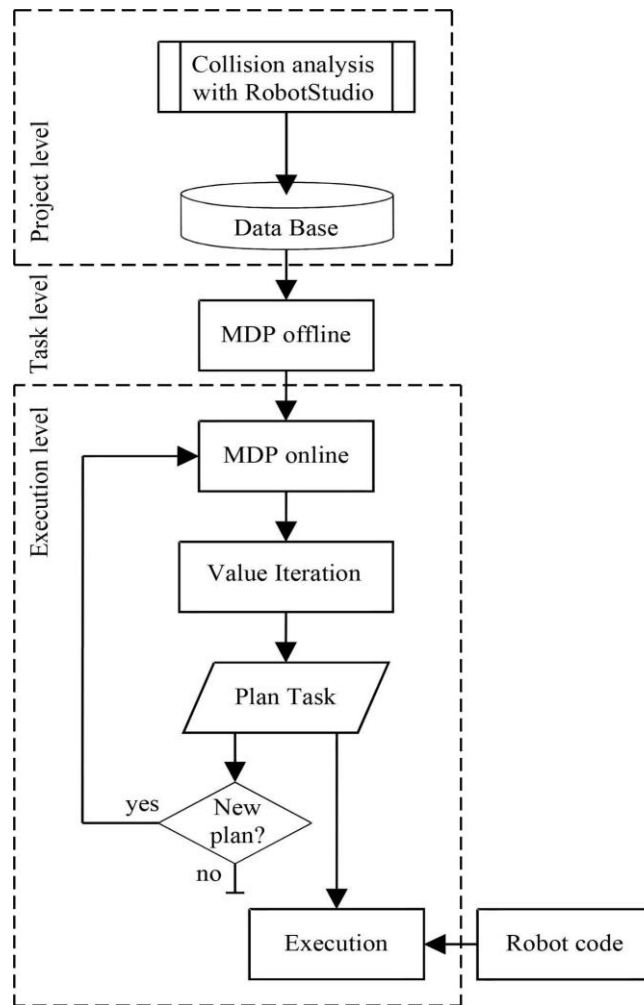 Project level
Collision analysis
with RobotStudio
Data Base
Task level
MDP offline
Execution level
MDP online
Value Iteration
Plan Task
yes
New
plan?
no
Execution
Robot code